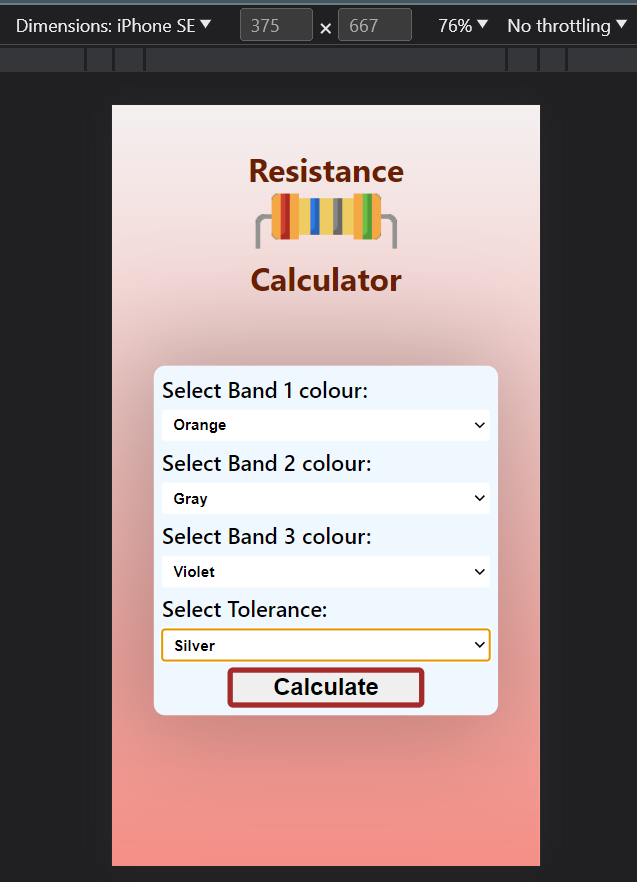 Dimensions: iPhone SE ▼ 375 × 667 76% ▼ No throttling ▼
Resistance
Calculator
Select Band 1 colour:
Orange
Select Band 2 colour:
Gray
Select Band 3 colour:
Violet
Select Tolerance:
Silver
Calculate